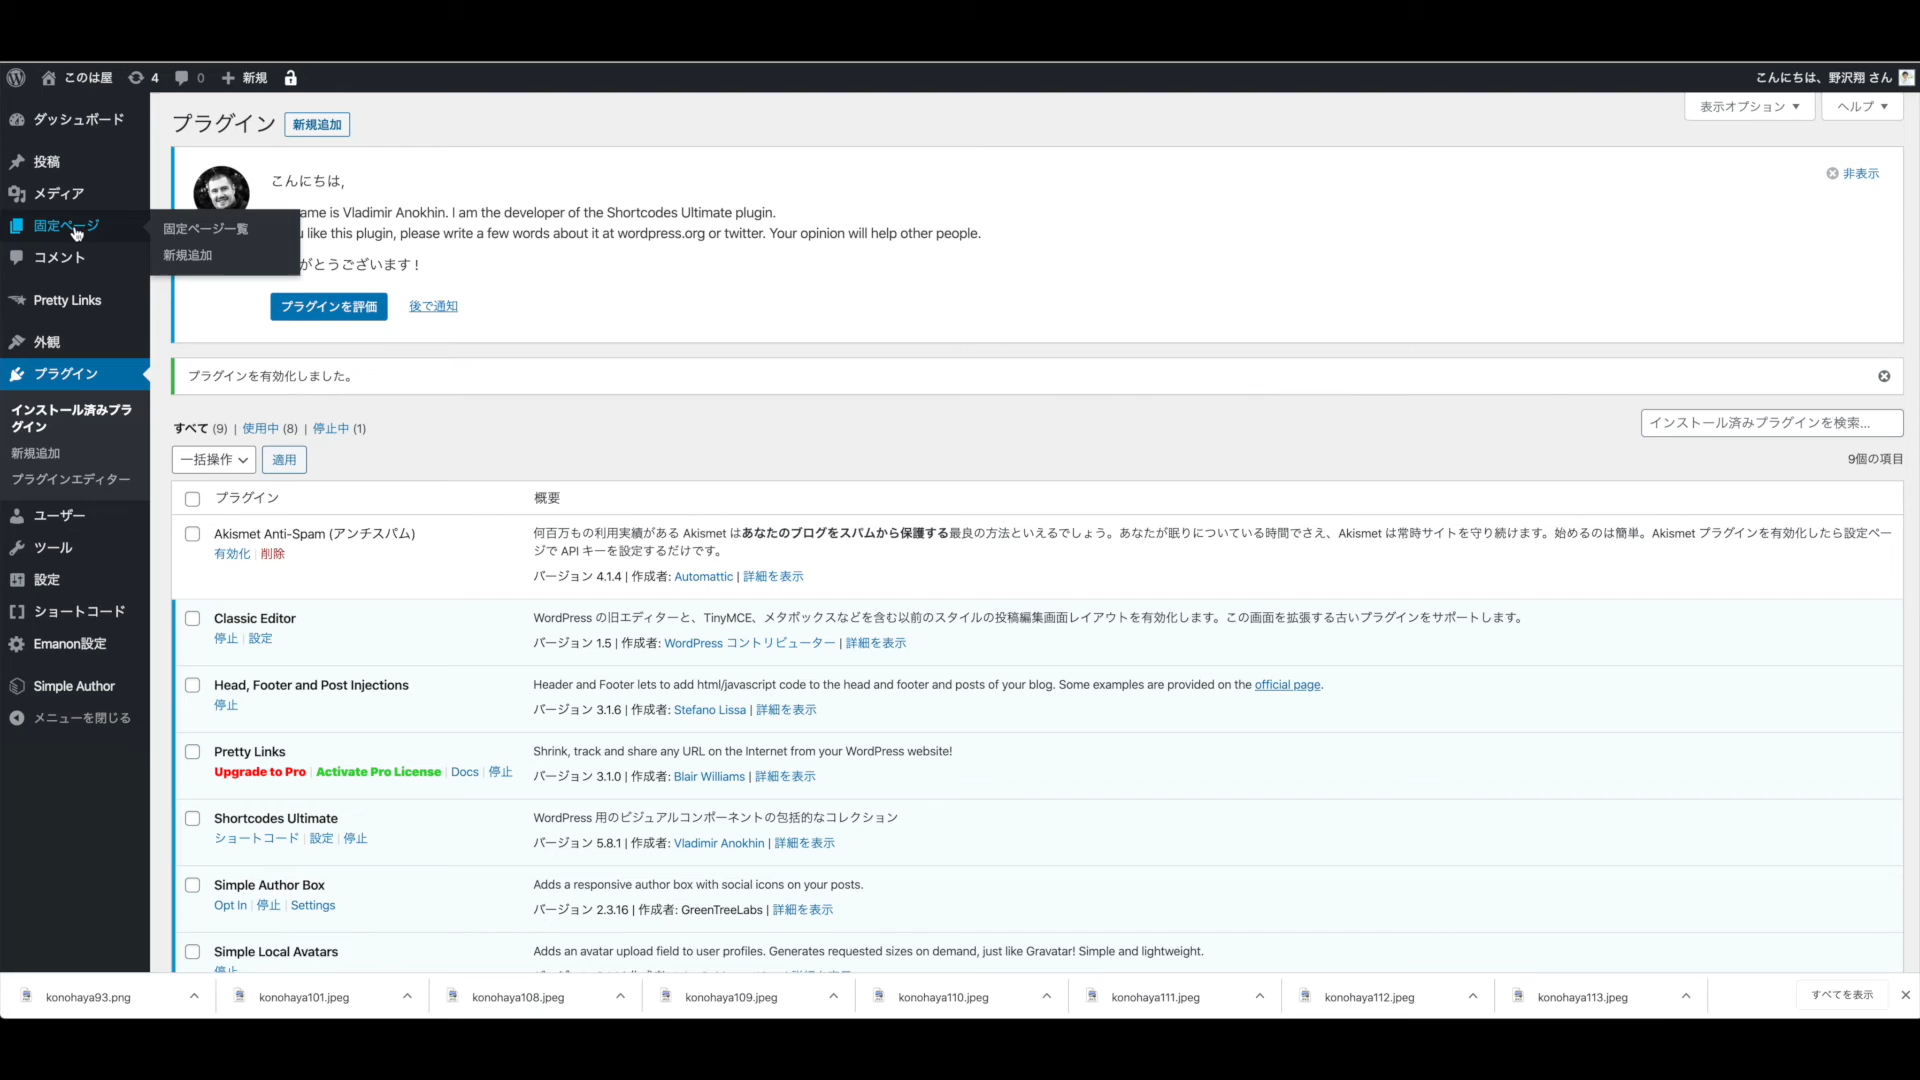 このは屋 4 0 新規
こんにちは、野沢翔 さん
ダッシュボード
投稿
メディア
固定ページ
固定ページ一覧
新規追加
コメント
Pretty Links
外観
プラグイン
インストール済みプラ
グイン
新規追加
プラグインエディター
ユーザー
ツール
設定
ショートコード
Emanon設定
Simple Author
メニューを閉じる
プラグイン 新規追加
表示オプション ヘルプ
こんにちは,
非表示
ame is Vladimir Anokhin. I am the developer of the Shortcodes Ultimate plugin.
like this plugin, please write a few words about it at wordpress.org or twitter. Your opinion will help other people.
がとうございます !
プラグインを評価 後で通知
プラグインを有効化しました。
すべて (9) | 使用中 (8) | 停止中 (1)
インストール済みプラグインを検索...
一括操作 適用
9個の項目
プラグイン 概要
Akismet Anti-Spam (アンチスパム)
有効化 | 削除
何百万もの利用実績がある Akismet はあなたのブログをスパムから保護する最良の方法といえるでしょう。あなたが眠りについている時間でさえ、Akismet は常時サイトを守り続けます。始めるのは簡単。Akismet プラグインを有効化したら設定ペー
ジで API キーを設定するだけです。
バージョン 4.1.4 | 作成者: Automattic | 詳細を表示
Classic Editor
停止 | 設定
WordPress の旧エディターと、TinyMCE、メタボックスなどを含む以前のスタイルの投稿編集画面レイアウトを有効化します。この画面を拡張する古いプラグインをサポートします。
バージョン 1.5 | 作成者: WordPress コントリビューター | 詳細を表示
Head, Footer and Post Injections
停止
Header and Footer lets to add html/javascript code to the head and footer and posts of your blog. Some examples are provided on the official page.
バージョン 3.1.6 | 作成者: Stefano Lissa | 詳細を表示
Pretty Links
Upgrade to Pro | Activate Pro License | Docs | 停止
Shrink, track and share any URL on the Internet from your WordPress website!
バージョン 3.1.0 | 作成者: Blair Williams | 詳細を表示
Shortcodes Ultimate
ショートコード | 設定 | 停止
WordPress 用のビジュアルコンポーネントの包括的なコレクション
バージョン 5.8.1 | 作成者: Vladimir Anokhin | 詳細を表示
Simple Author Box
Opt In | 停止 | Settings
Adds a responsive author box with social icons on your posts.
バージョン 2.3.16 | 作成者: GreenTreeLabs | 詳細を表示
Simple Local Avatars
停止
Adds an avatar upload field to user profiles. Generates requested sizes on demand, just like Gravatar! Simple and lightweight.
konohaya93.png konohaya101.jpeg konohaya108.jpeg konohaya109.jpeg konohaya110.jpeg konohaya111.jpeg konohaya112.jpeg konohaya113.jpeg すべてを表示